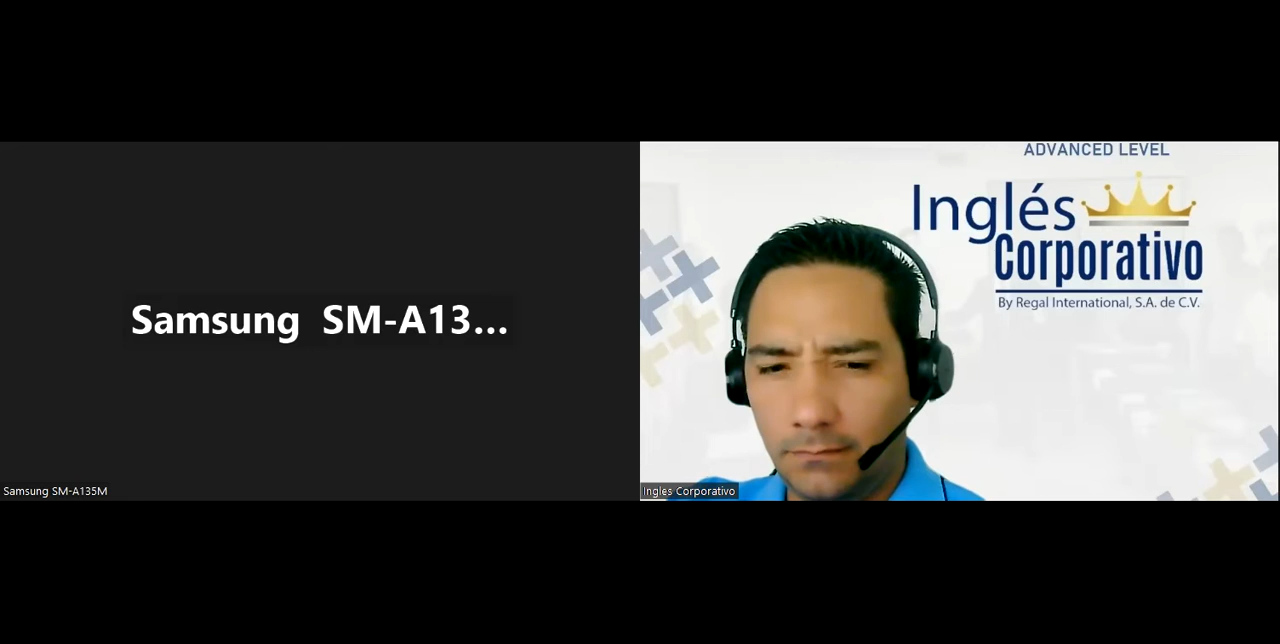 Samsung SM-A13...
Samsung SM-A135M
ADVANCED LEVEL
Inglés
Corporativo
By Regal International, S.A. de C.V.
Ingles Corporativo